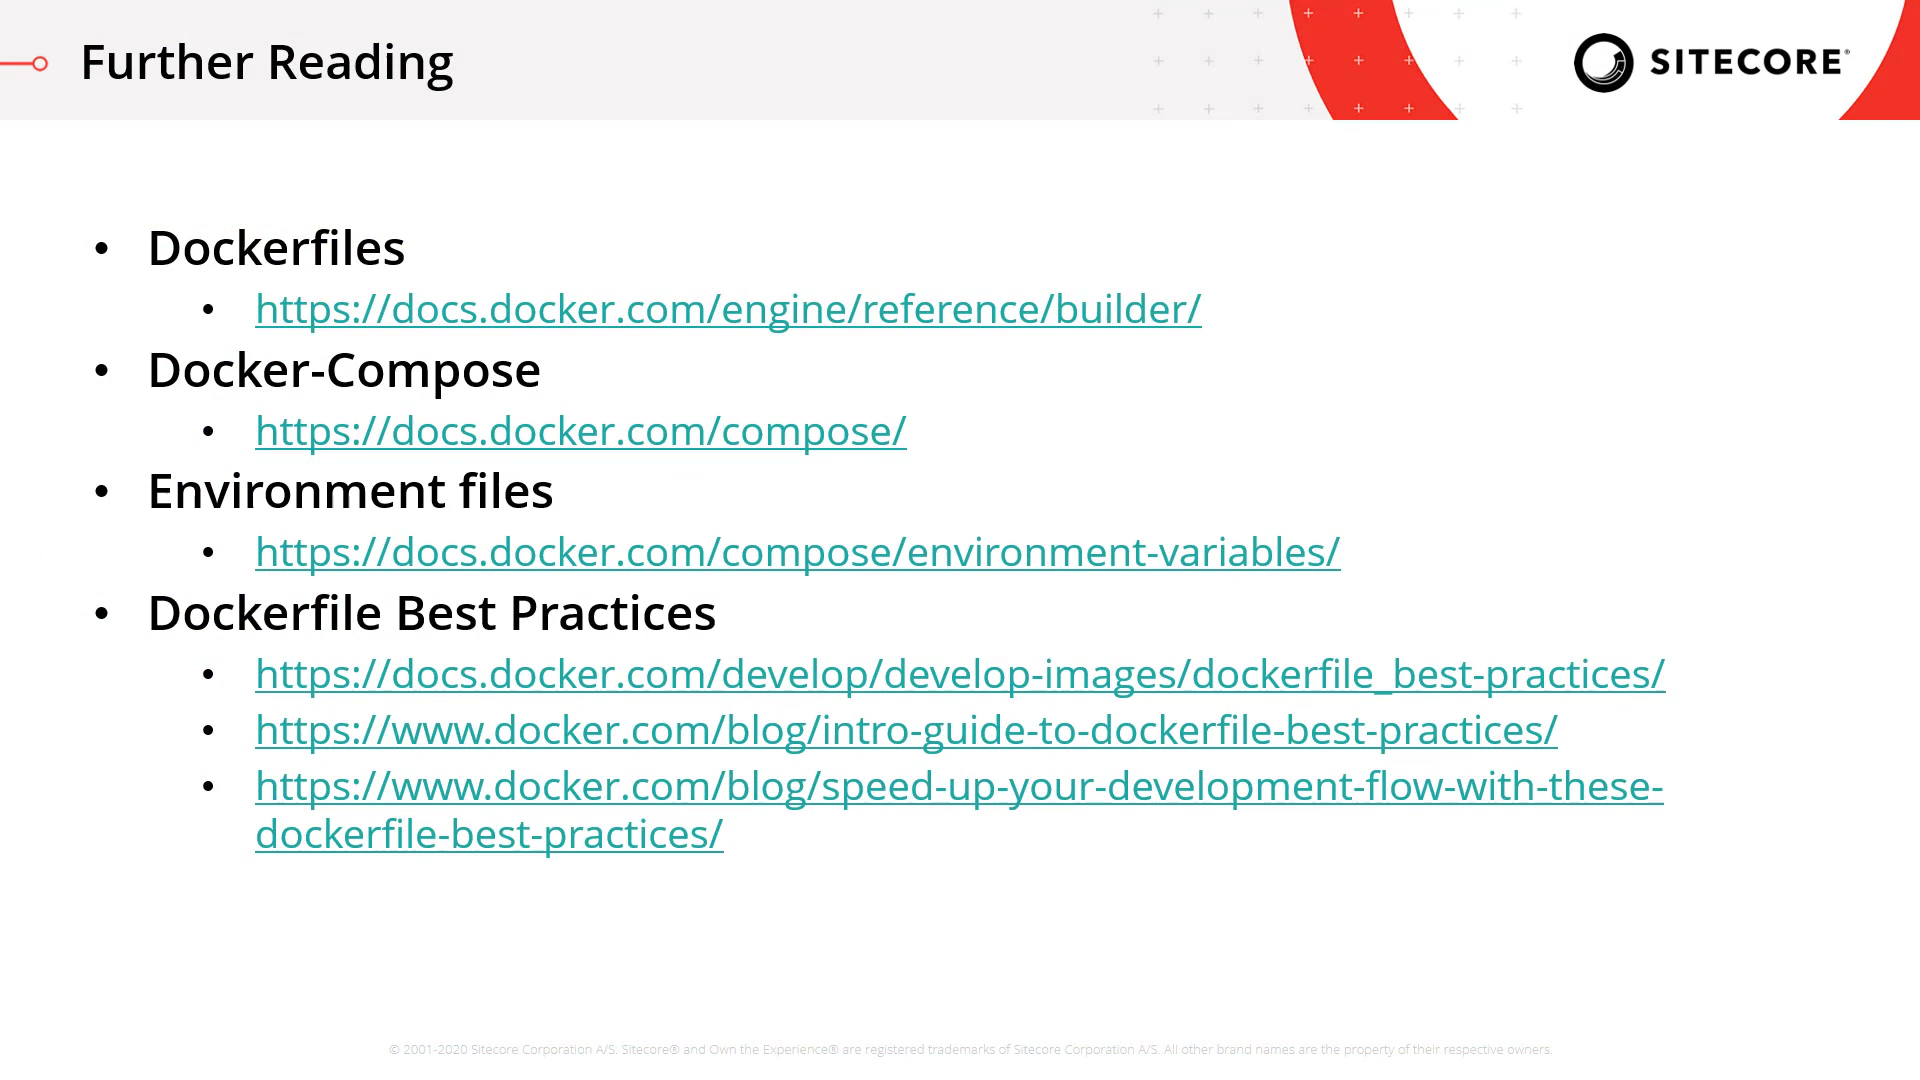 Further Reading
SITECORE®
• Dockerfiles
• https://docs.docker.com/engine/reference/builder/
• Docker-Compose
• https://docs.docker.com/compose/
• Environment files
• https://docs.docker.com/compose/environment-variables/
• Dockerfile Best Practices
• https://docs.docker.com/develop/develop-images/dockerfile_best-practices/
• https://www.docker.com/blog/intro-guide-to-dockerfile-best-practices/
• https://www.docker.com/blog/speed-up-your-development-flow-with-these-
dockerfile-best-practices/
© 2001-2020 Sitecore Corporation A/S. Sitecore® and Own the Experience® are registered trademarks of Sitecore Corporation A/S. All other brand names are the property of their respective owners.